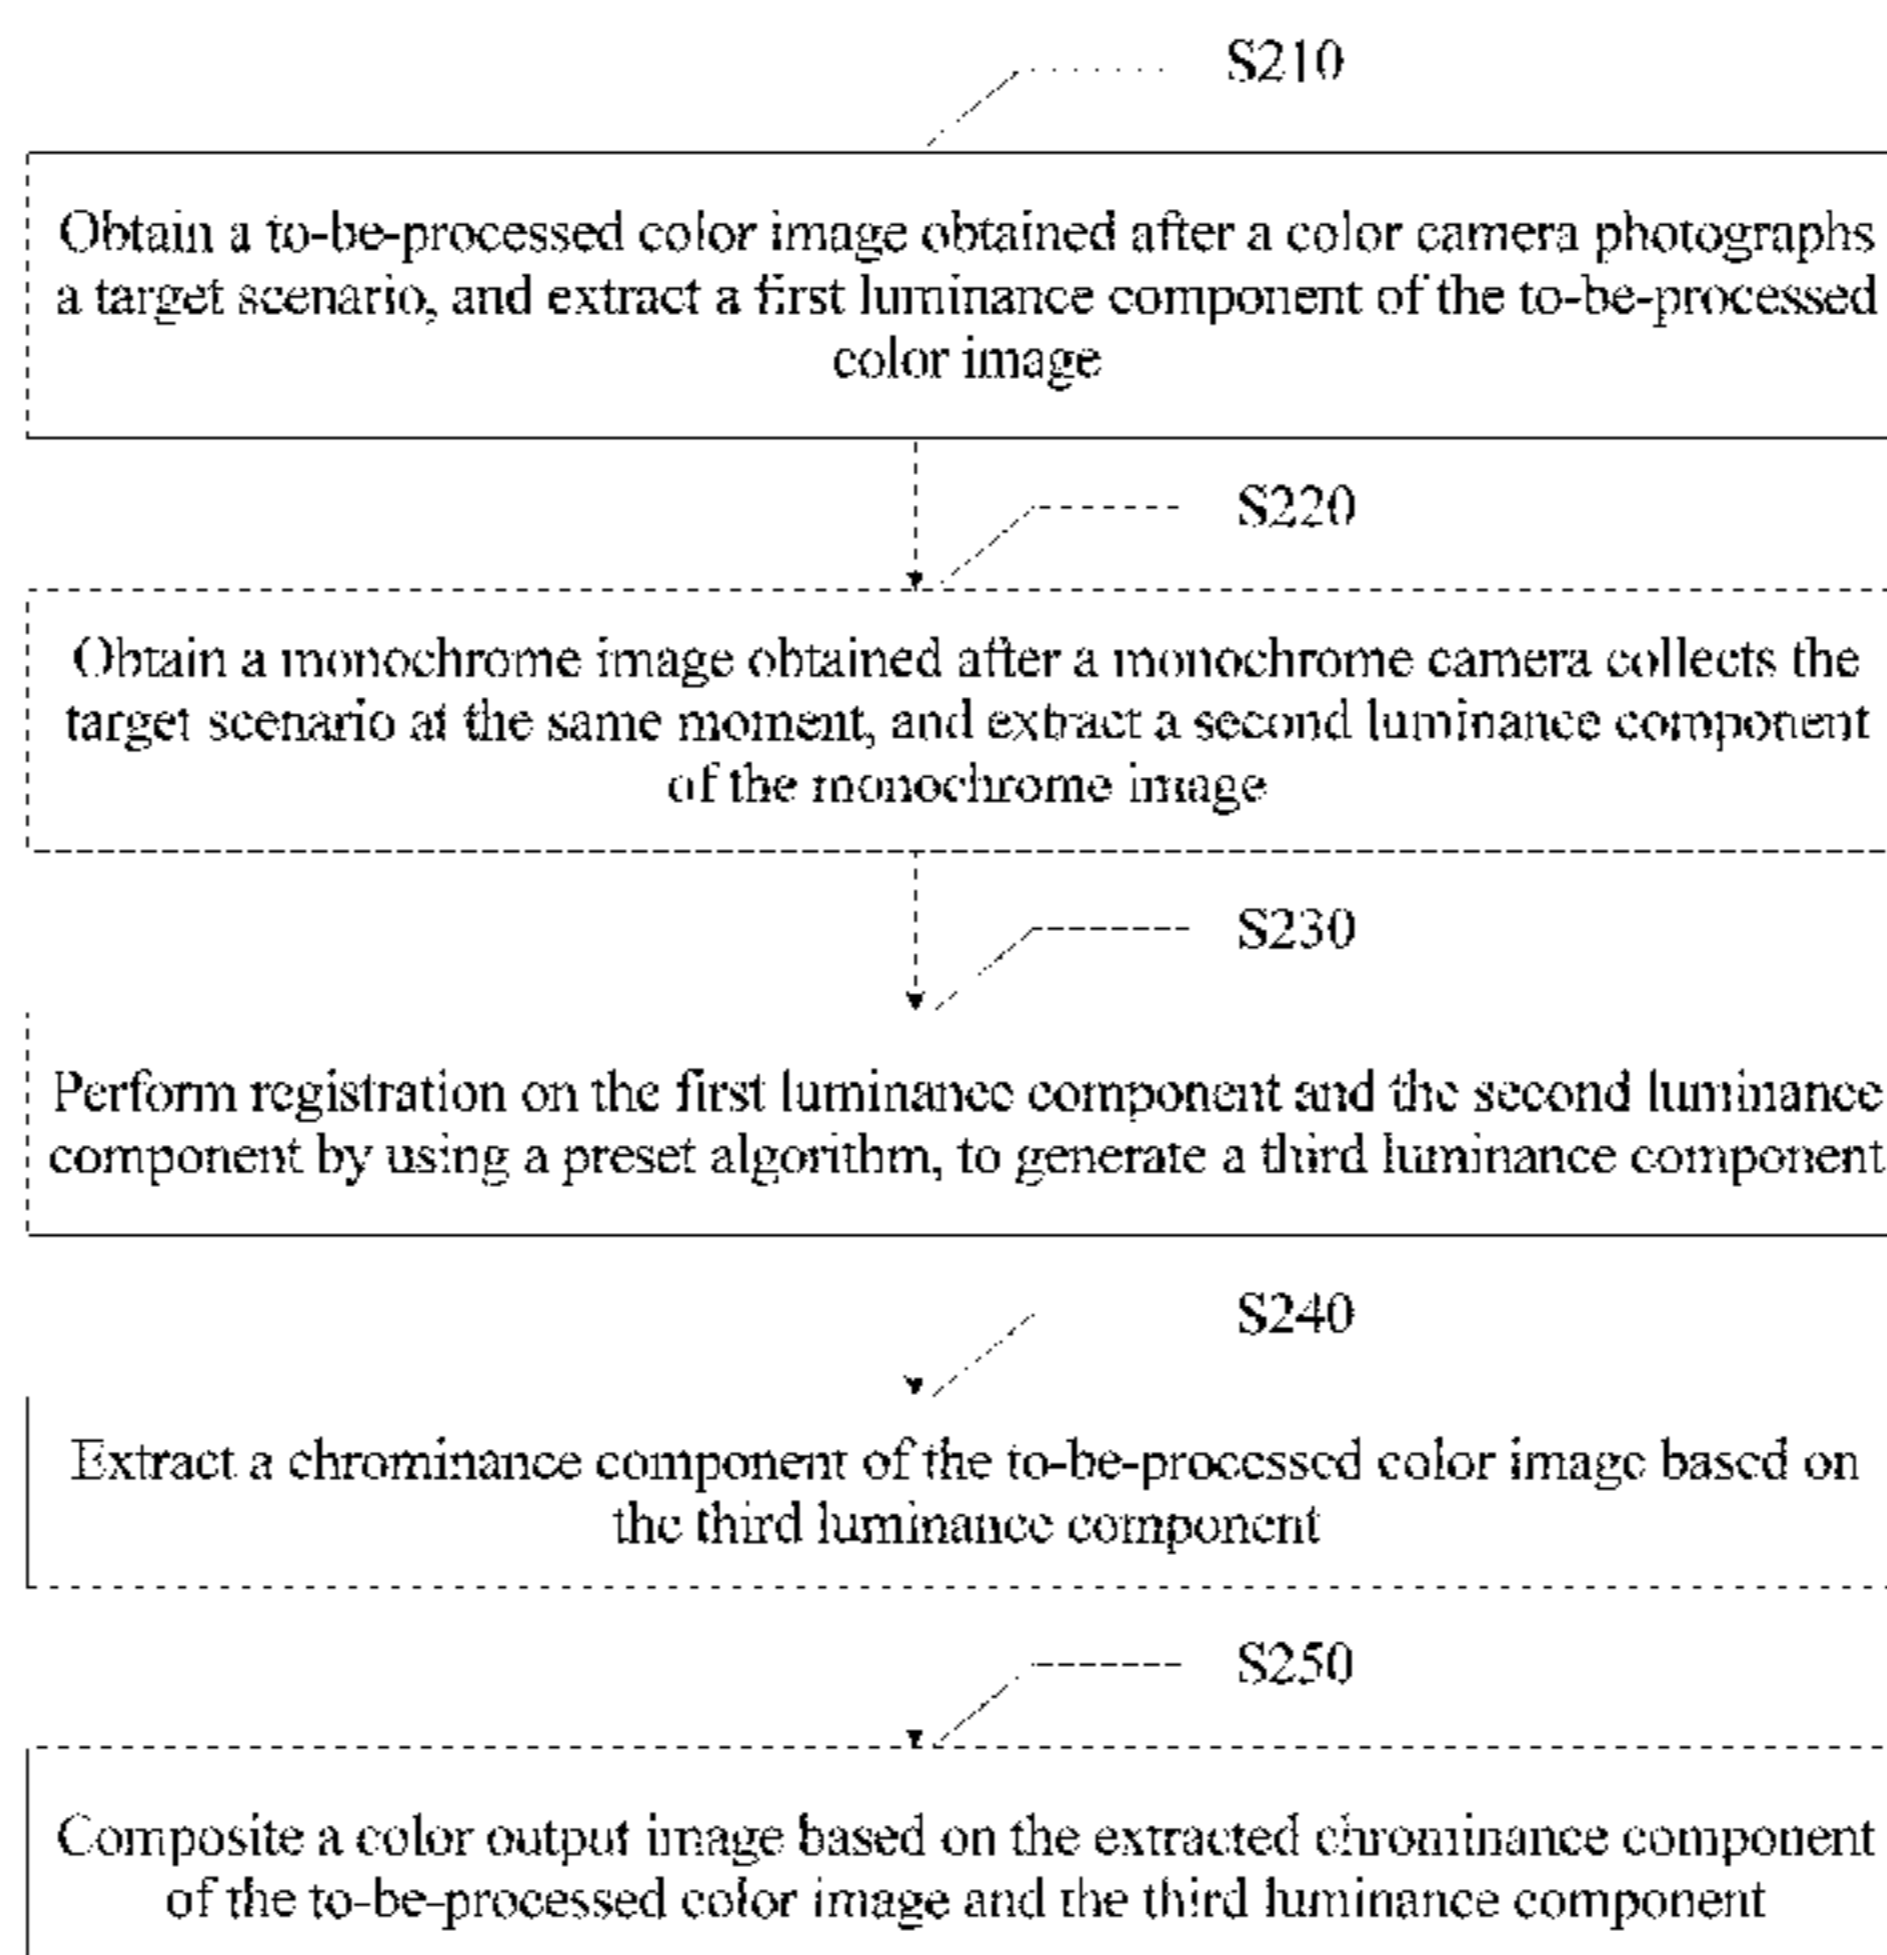 S210
Obtain a to-be-processed color image obtained after a color camera photographs
a target scenario, and extract a first luminance component of the to-be-processed
color image
S220
Obtain a monochrome image obtained after a monochrome camera collects the
target scenario at the same moment, and extract a second luminance component
of the monochrome image
S230
Perform registration on the first luminance component and the second luminance
component by using a preset algorithm, to generate a third luminance component
S240
Extract a chrominance component of the to-be-processed color image based on
the third luminance component
S250
Composite a color output image based on the extracted chrominance component
of the to-be-processed color image and the third luminance component